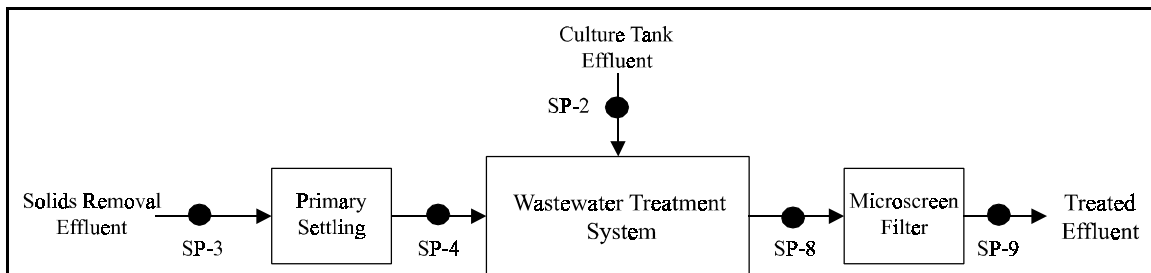 Culture Tank
Effluent
SP-2
Solids Removal
Effluent
SP-3
Primary
Settling
SP-4
Wastewater Treatment
System
SP-8
Microscreen
Filter
SP-9
Treated
Effluent